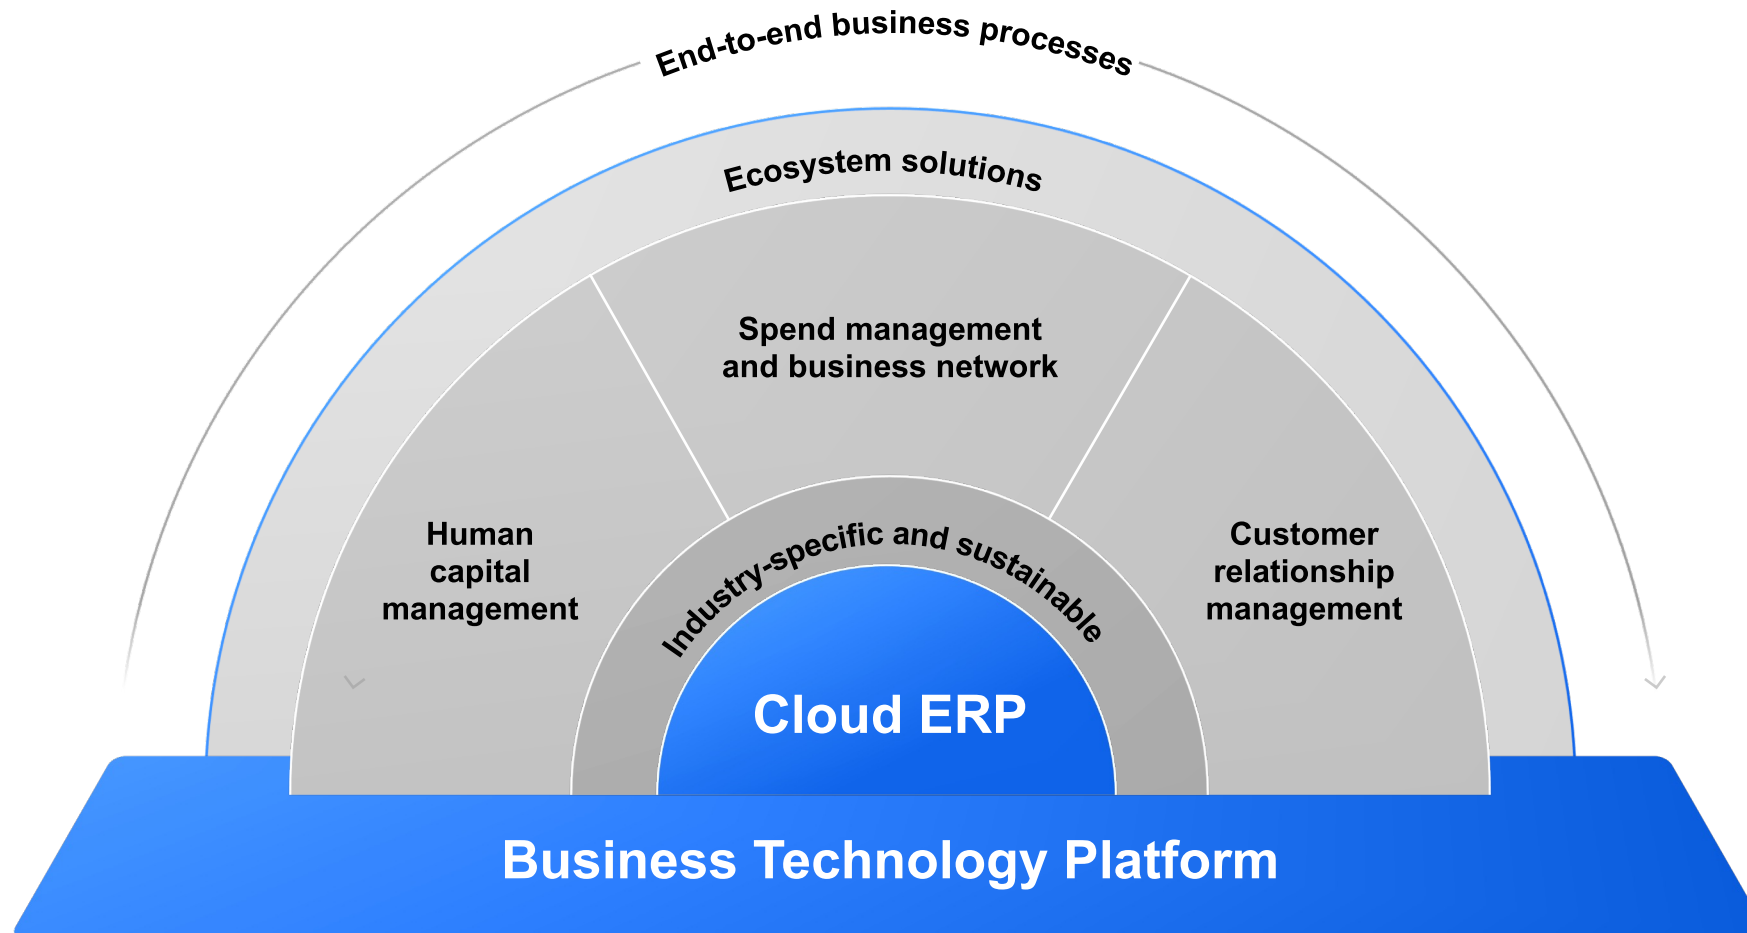 End-to-end business processes
Ecosystem solutions
Spend management
and business network
Human
capital
management
Customer
relationship
management
Industry-specific and sustainable
Cloud ERP
Business Technology Platform